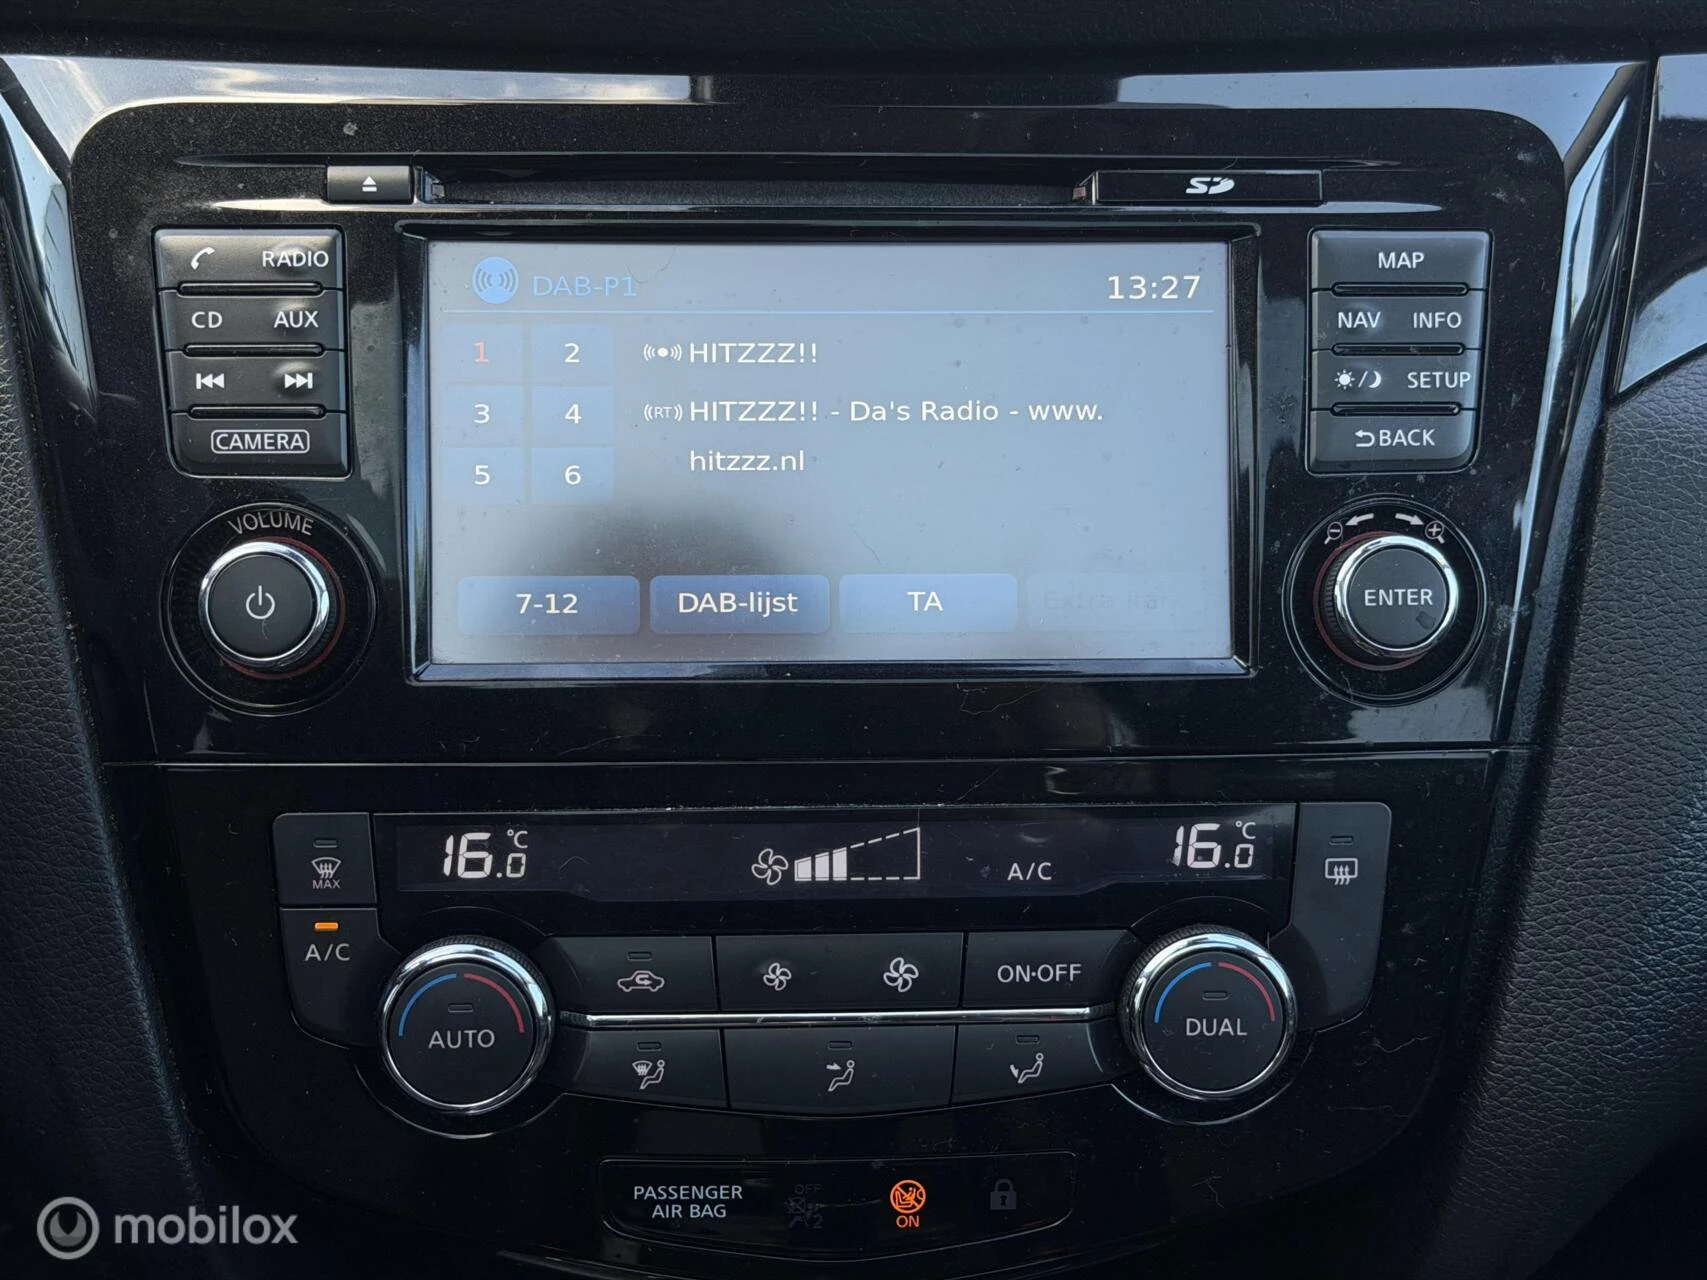 SD
RADIO
MAP
CD AUX
NAV INFO
SETUP
CAMERA
BACK
DAB-P1
13:27
1 2
HITZZZ!!
3 4
(RT) HITZZZ!! - Da's Radio - www.
hitzzz.nl
5 6
7-12
DAB-lijst
TA
VOLUME
ENTER
16.0 °C
A/C
16.0 °C
MAX
A/C
AUTO
ON·OFF
DUAL
PASSENGER
AIR BAG
OFF
2
ON
mobilox